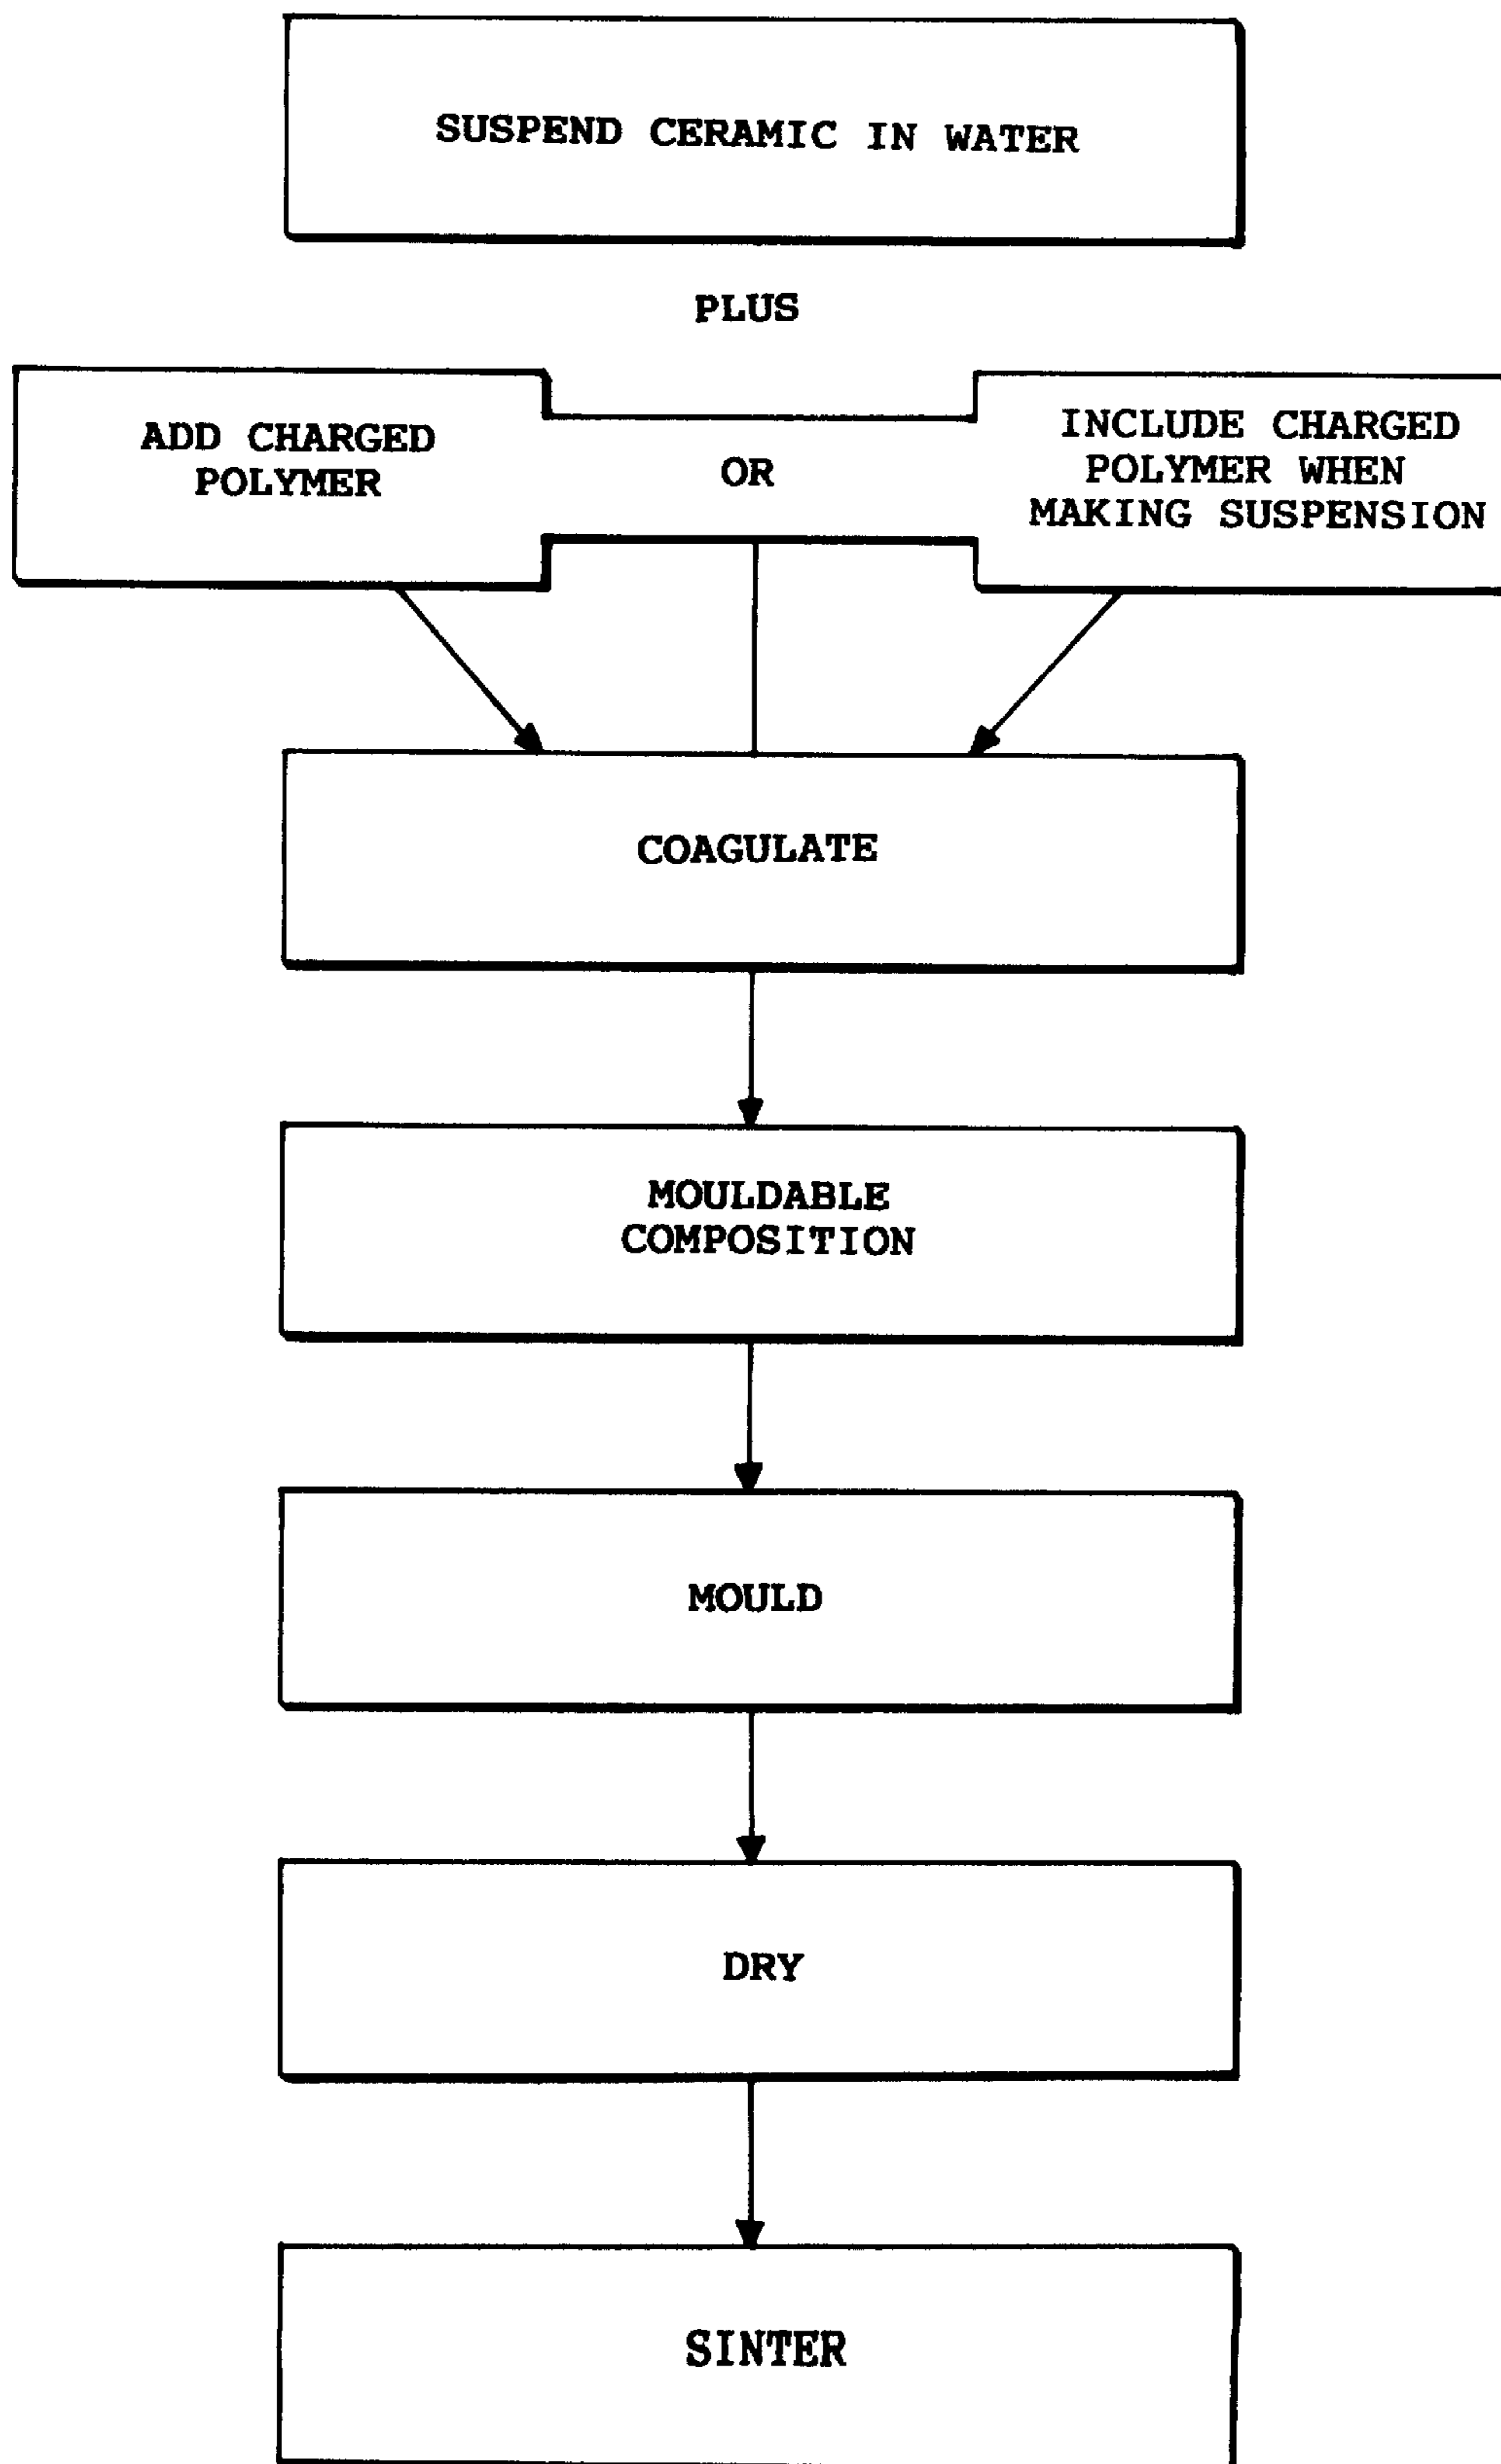 SUSPEND CERAMIC IN WATER
PLUS
ADD CHARGED
POLYMER
OR
INCLUDE CHARGED
POLYMER WHEN
MAKING SUSPENSION
COAGULATE
MOULDABLE
COMPOSITION
MOULD
DRY
SINTER